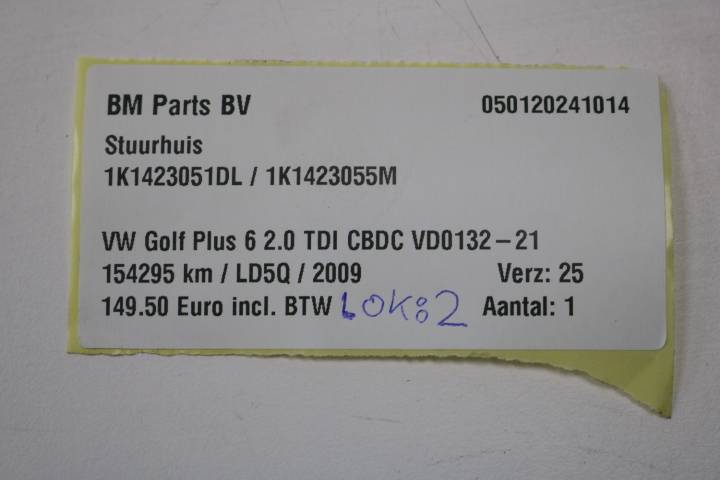 BM Parts BV 050120241014
Stuurhuis
1K1423051DL / 1K1423055M
VW Golf Plus 6 2.0 TDI CBDC VD0132-21
154295 km / LD5Q / 2009 Verz: 25
149.50 Euro incl. BTW LOK:2 Aantal: 1